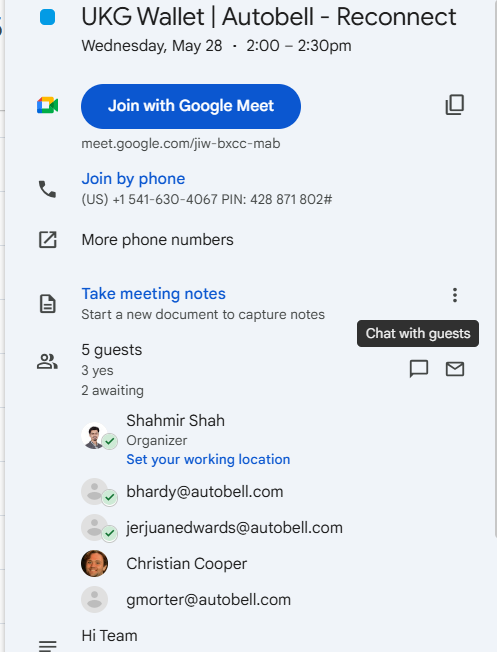 UKG Wallet | Autobell - Reconnect
Wednesday, May 28 · 2:00 – 2:30pm
Join with Google Meet
meet.google.com/jiw-bxcc-mab
Join by phone
(US) +1 541-630-4067 PIN: 428 871 802#
More phone numbers
Take meeting notes
Start a new document to capture notes
Chat with guests
5 guests
3 yes
2 awaiting
Shahmir Shah
Organizer
Set your working location
bhardy@autobell.com
jerjuanedwards@autobell.com
Christian Cooper
gmorter@autobell.com
Hi Team